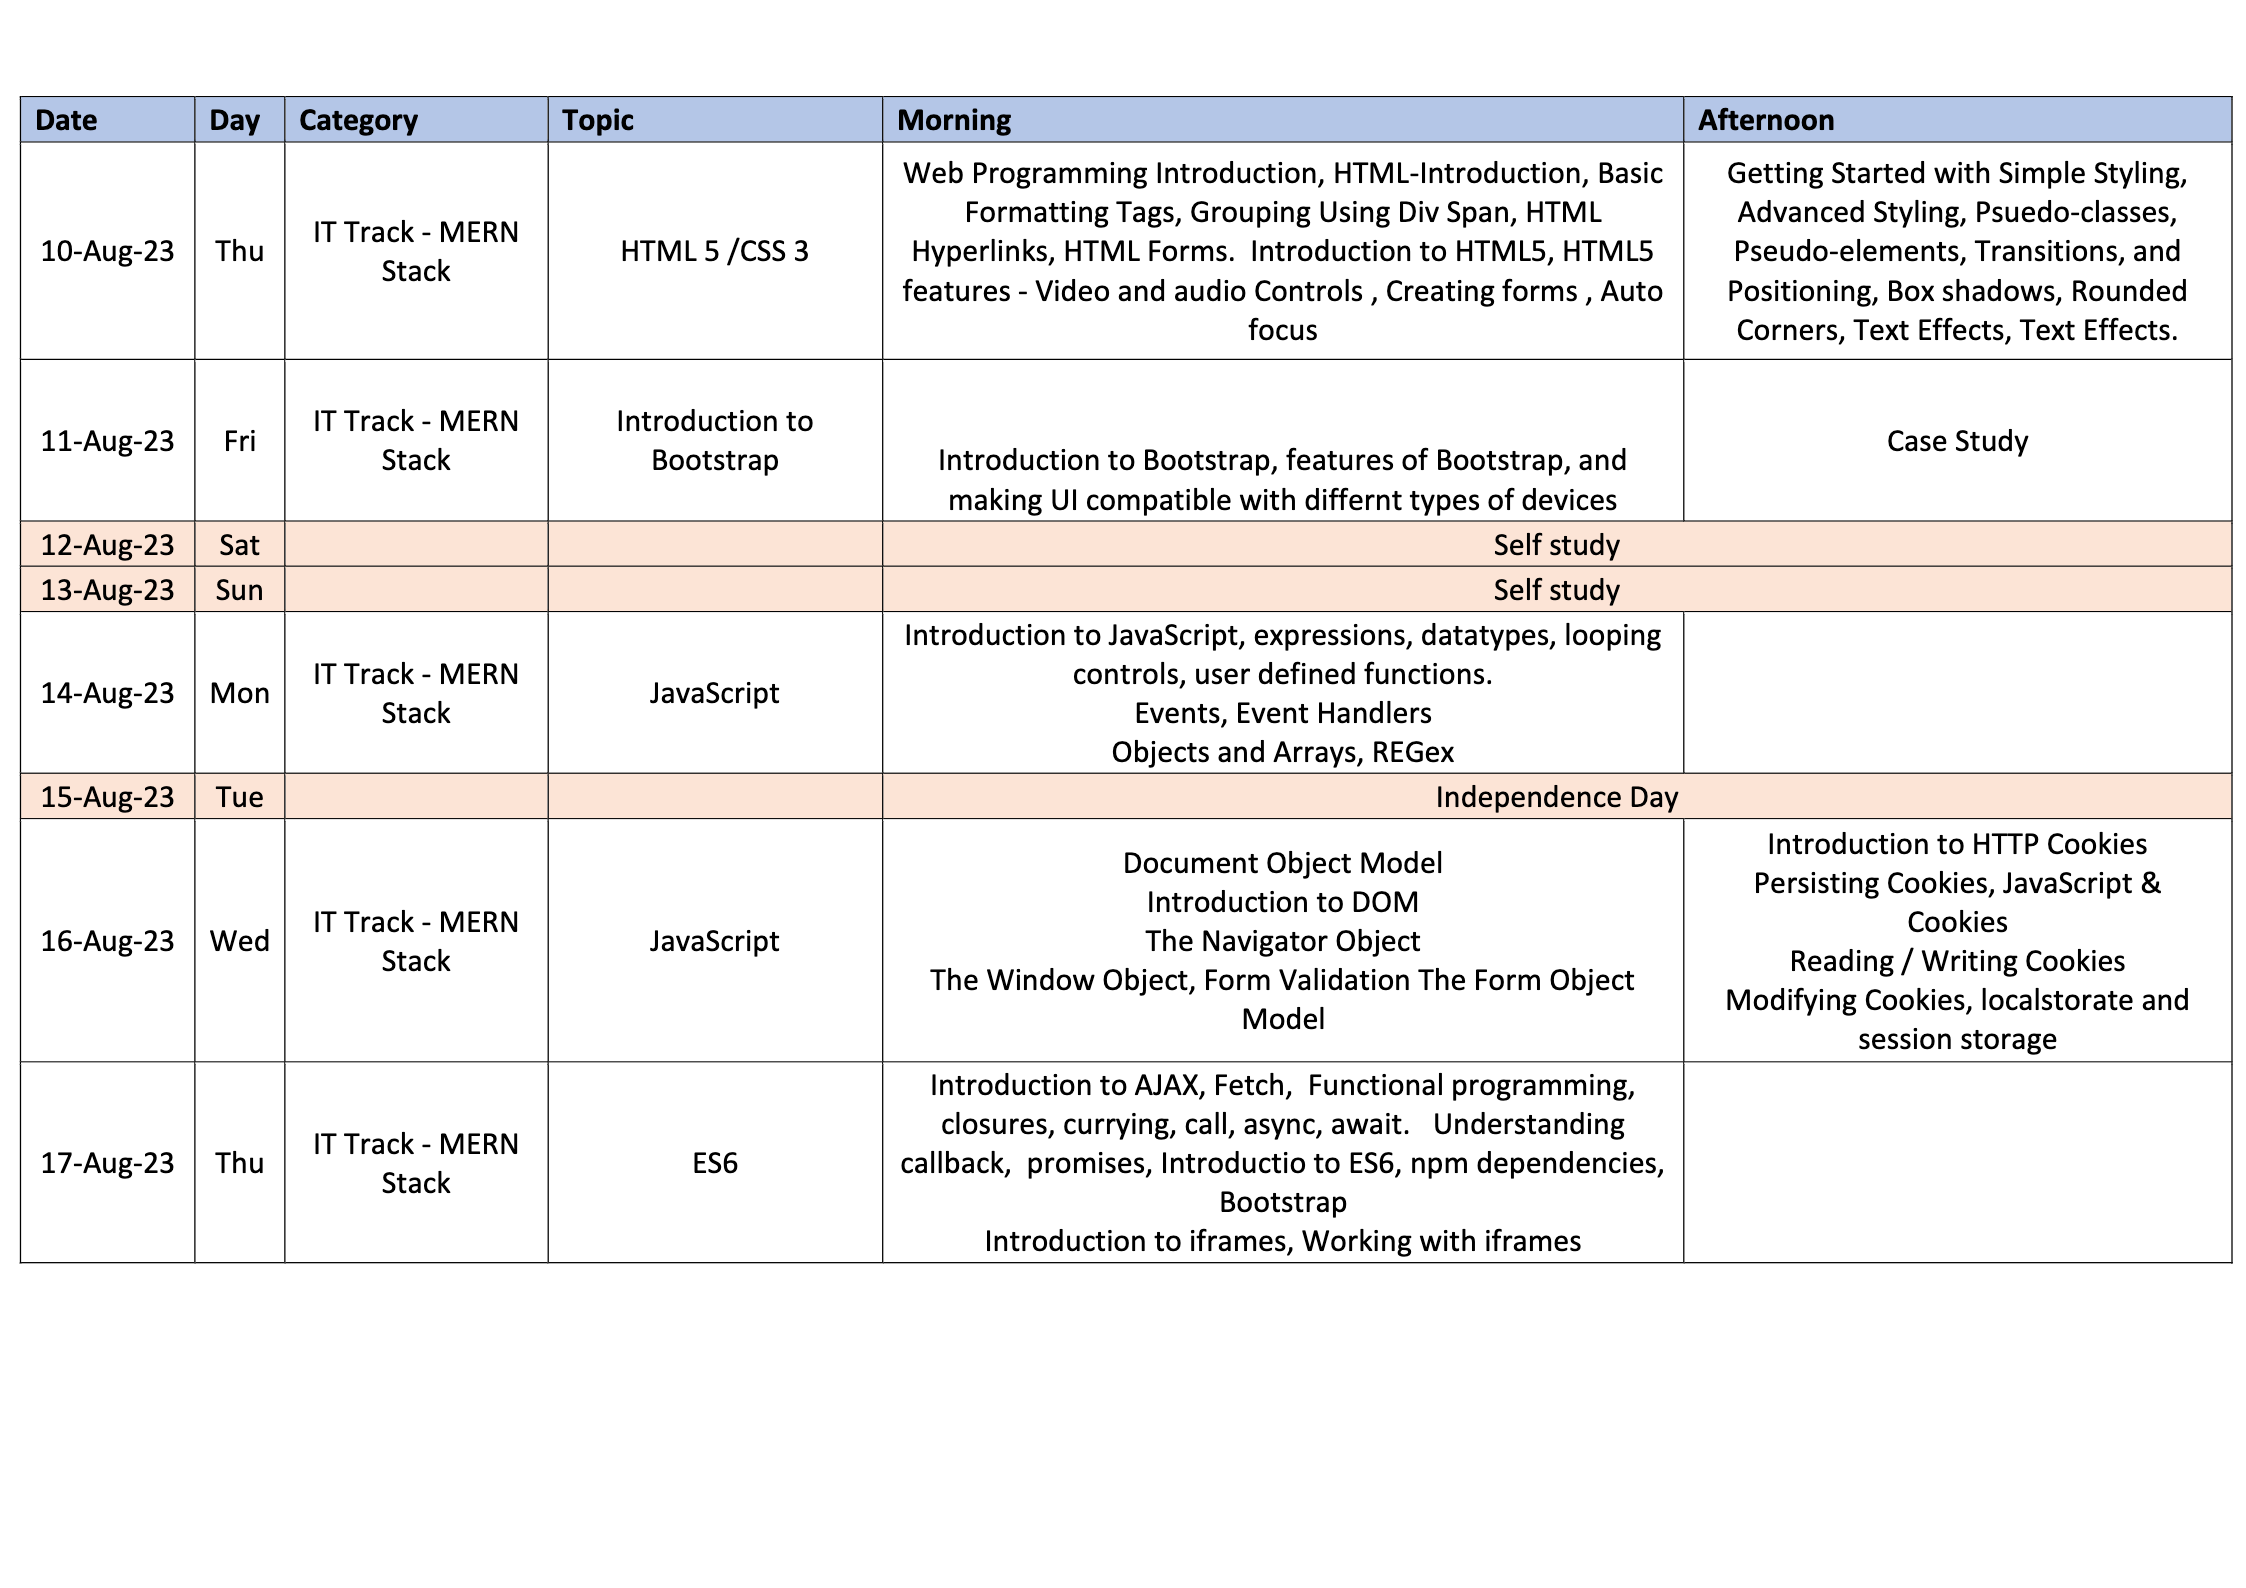 Date Day Category Topic Morning Afternoon
10-Aug-23 Thu IT Track - MERN
Stack
HTML 5 /CSS 3
Web Programming Introduction, HTML-Introduction, Basic
Formatting Tags, Grouping Using Div Span, HTML
Hyperlinks, HTML Forms.  Introduction to HTML5, HTML5
features - Video and audio Controls , Creating forms , Auto
focus
Getting Started with Simple Styling,
Advanced Styling, Psuedo-classes,
Pseudo-elements, Transitions, and
Positioning, Box shadows, Rounded
Corners, Text Effects, Text Effects.
11-Aug-23 Fri IT Track - MERN
Stack
Introduction to
Bootstrap
Introduction to Bootstrap, features of Bootstrap, and
making UI compatible with differnt types of devices
Case Study
12-Aug-23 Sat Self study
13-Aug-23 Sun Self study
14-Aug-23 Mon IT Track - MERN
Stack
JavaScript
Introduction to JavaScript, expressions, datatypes, looping
controls, user defined functions.
Events, Event Handlers
Objects and Arrays, REGex
15-Aug-23 Tue Independence Day
16-Aug-23 Wed IT Track - MERN
Stack
JavaScript
Document Object Model
Introduction to DOM
The Navigator Object
The Window Object, Form Validation The Form Object
Model
Introduction to HTTP Cookies
Persisting Cookies, JavaScript &
Cookies
Reading / Writing Cookies
Modifying Cookies, localstorate and
session storage
17-Aug-23 Thu IT Track - MERN
Stack
ES6
Introduction to AJAX, Fetch,  Functional programming,
closures, currying, call, async, await.   Understanding
callback,  promises, Introductio to ES6, npm dependencies,
Bootstrap
Introduction to iframes, Working with iframes